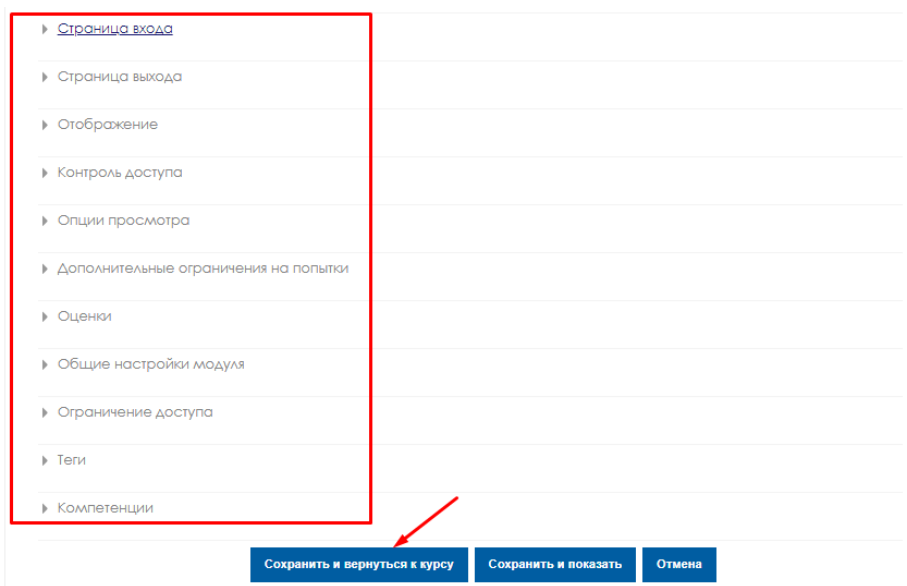 Страница входа
Страница выхода
Отображение
Контроль доступа
Опции просмотра
Дополнительные ограничения на попытки
Оценки
Общие настройки модуля
Ограничение доступа
Теги
Компетенции
Сохранить и вернуться к курсу Сохранить и показать Отмена